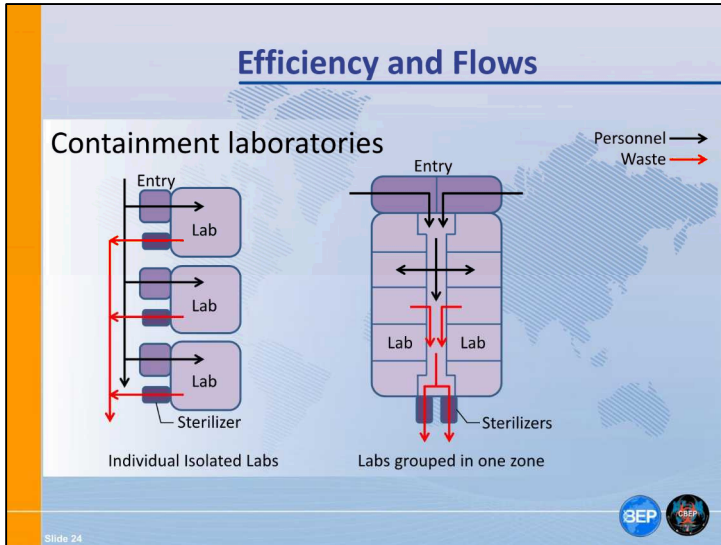 Efficiency and Flows
Containment laboratories
Personnel
Waste
Entry
Lab
Lab
Lab
Sterilizer
Individual Isolated Labs
Entry
Lab
Lab
Sterilizers
Labs grouped in one zone
Slide 24
BEP
CBEP